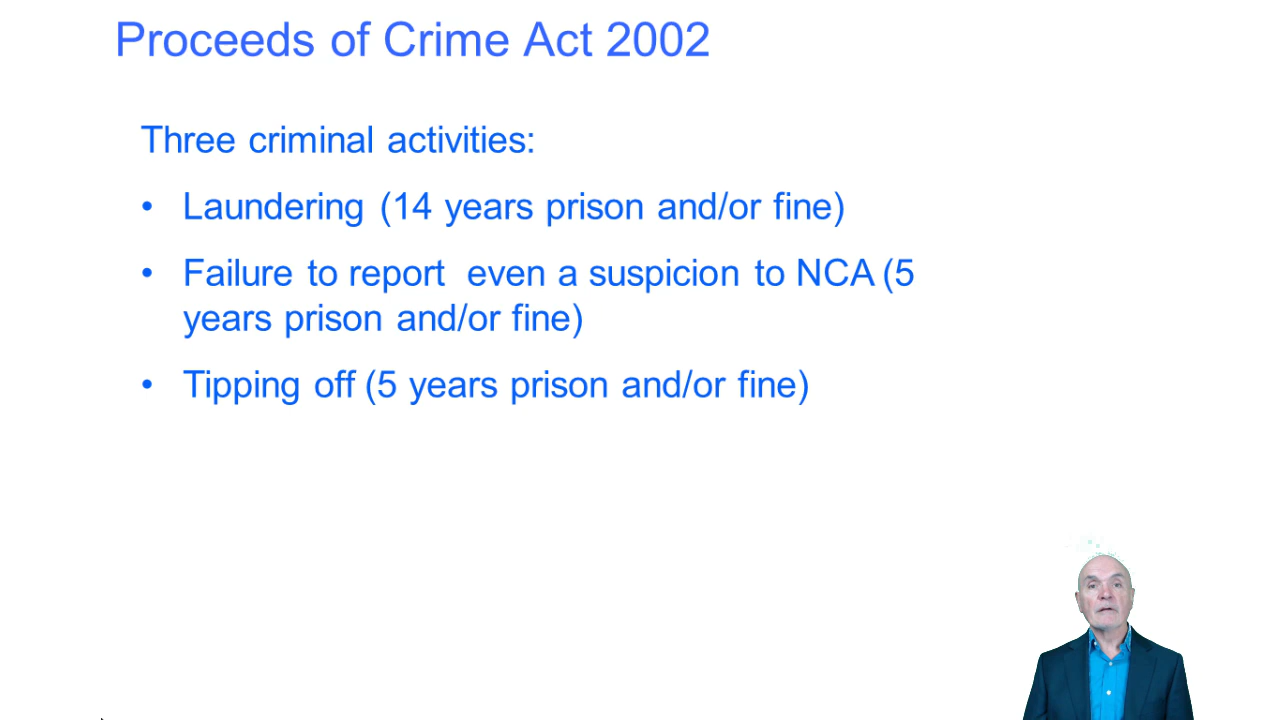 Proceeds of Crime Act 2002
Three criminal activities:
• Laundering (14 years prison and/or fine)
• Failure to report even a suspicion to NCA (5
years prison and/or fine)
• Tipping off (5 years prison and/or fine)